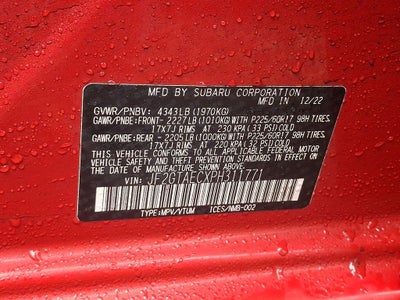 MFD BY SUBARU CORPORATION
GVWR/PNBV: 4343LB (1970KG) MFD IN 12/22
GAWR/PNBE:FRONT- 2227LB(1010KG)WITH P225/60R17 98H TIRES,
17X7J RIMS AT 230 KPA(33 PSI)COLD
GAWR/PNBE:REAR - 2205LB(1000KG)WITH P225/60R17 98H TIRES,
17X7J RIMS AT 220 KPA(32 PSI)COLD
THIS VEHICLE CONFORMS TO ALL APPLICABLE FEDERAL MOTOR
VEHICLE SAFETY, BUMPER, AND THEFT PREVENTION STANDARDS IN
EFFECT ON THE DATE OF MANUFACTURE SHOWN ABOVE.
VIN: JF2GTAECXPH311771
TYPE:MPV/VTUM ICES/NMB-002